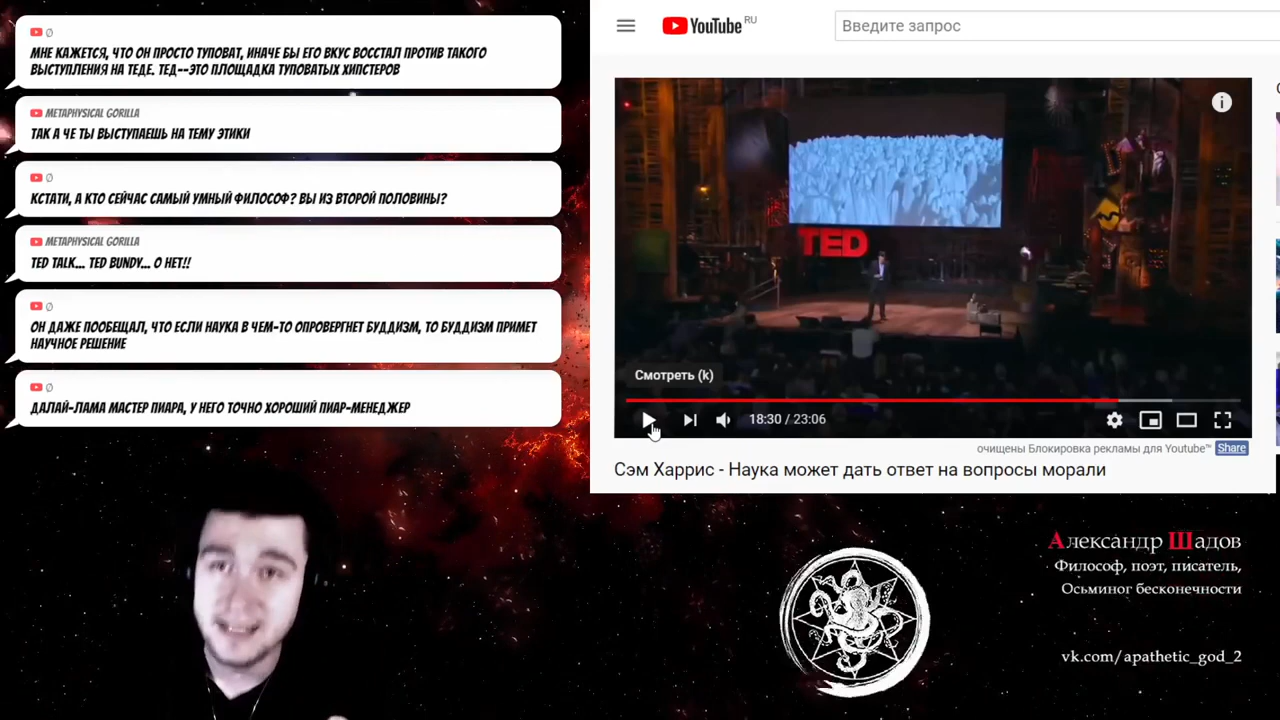 Ø
МНЕ КАЖЕТСЯ, ЧТО ОН ПРОСТО ТУПОВАТ, ИНАЧЕ БЫ ЕГО ВКУС ВОССТАЛ ПРОТИВ ТАКОГО
ВЫСТУПЛЕНИЯ НА ТЕДЕ. ТЕД--ЭТО ПЛОЩАДКА ТУПОВАТЫХ ХИПСТЕРОВ
METAPHYSICAL GORILLA
ТАК А ЧЕ ТЫ ВЫСТУПАЕШЬ НА ТЕМУ ЭТИКИ
Ø
КСТАТИ, А КТО СЕЙЧАС САМЫЙ УМНЫЙ ФИЛОСОФ? ВЫ ИЗ ВТОРОЙ ПОЛОВИНЫ?
METAPHYSICAL GORILLA
TED TALK... TED BUNDY... О НЕТ!!
Ø
ОН ДАЖЕ ПООБЕЩАЛ, ЧТО ЕСЛИ НАУКА В ЧЕМ-ТО ОПРОВЕРГНЕТ БУДДИЗМ, ТО БУДДИЗМ ПРИМЕТ
НАУЧНОЕ РЕШЕНИЕ
Ø
ДАЛАЙ-ЛАМА МАСТЕР ПИАРА, У НЕГО ТОЧНО ХОРОШИЙ ПИАР-МЕНЕДЖЕР
YouTube RU
Введите запрос
TED
Смотреть (k)
18:30 / 23:06
очищены Блокировка рекламы для Youtube™ Share
Сэм Харрис - Наука может дать ответ на вопросы морали
Александр Шадов
Философ, поэт, писатель,
Осьминог бесконечности
vk.com/apathetic_god_2